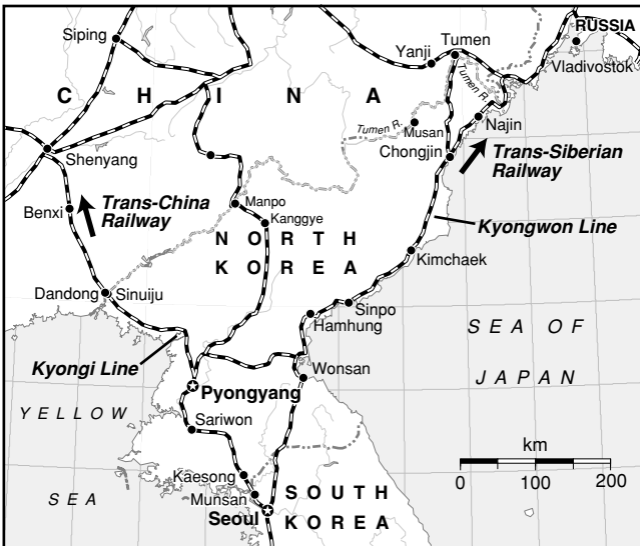 RUSSIA
Siping
Yanji
Tumen
Vladivostok
Tumen R.
C H I N A
Tumen R.
Musan
Najin
Shenyang
Chongjin
Trans-Siberian
Railway
Trans-China
Railway
Benxi
Manpo
Kanggye
Kyongwon Line
N O R T H
K O R E A
Kimchaek
Dandong
Sinuiju
Sinpo
Hamhung
S E A O F
J A P A N
Kyongi Line
Wonsan
Pyongyang
Y E L L O W
S E A
Sariwon
km
0 100 200
Kaesong
Munsan
Seoul
S O U T H
K O R E A